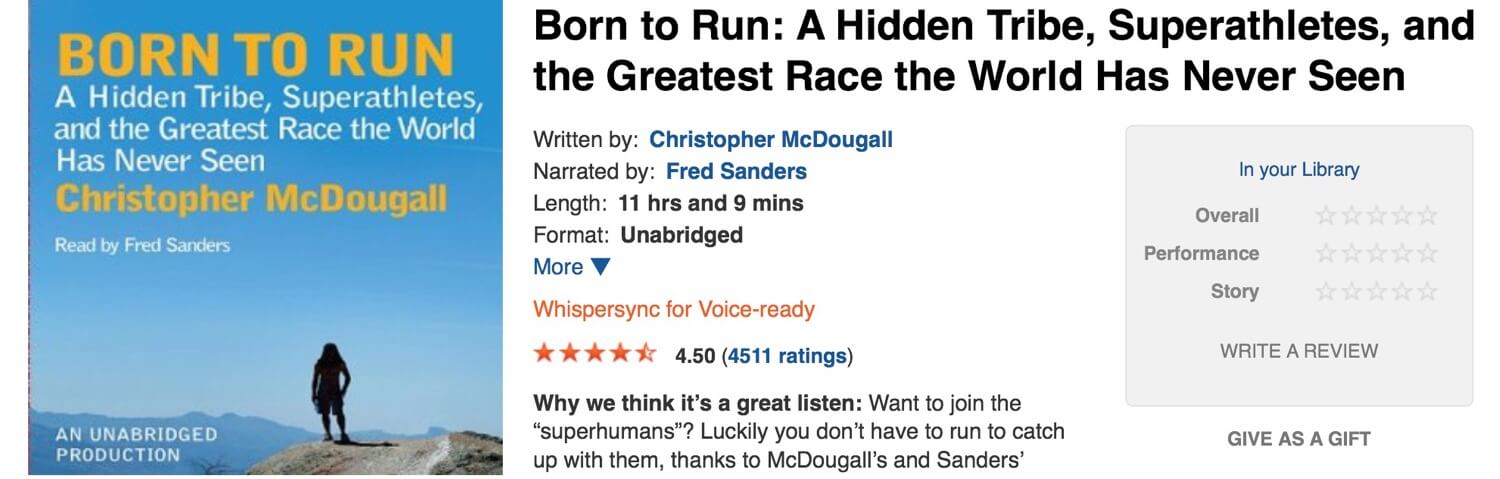 BORN TO RUN
A Hidden Tribe, Superathletes,
and the Greatest Race the World
Has Never Seen
Christopher McDougall
Read by Fred Sanders
AN UNABRIDGED
PRODUCTION
Born to Run: A Hidden Tribe, Superathletes, and
the Greatest Race the World Has Never Seen
Written by: Christopher McDougall
Narrated by: Fred Sanders
Length: 11 hrs and 9 mins
Format: Unabridged
More ▼
Whispersync for Voice-ready
4.50 (4511 ratings)
Why we think it’s a great listen: Want to join the
“superhumans”? Luckily you don’t have to run to catch
up with them, thanks to McDougall’s and Sanders’
In your Library
Overall
Performance
Story
WRITE A REVIEW
GIVE AS A GIFT